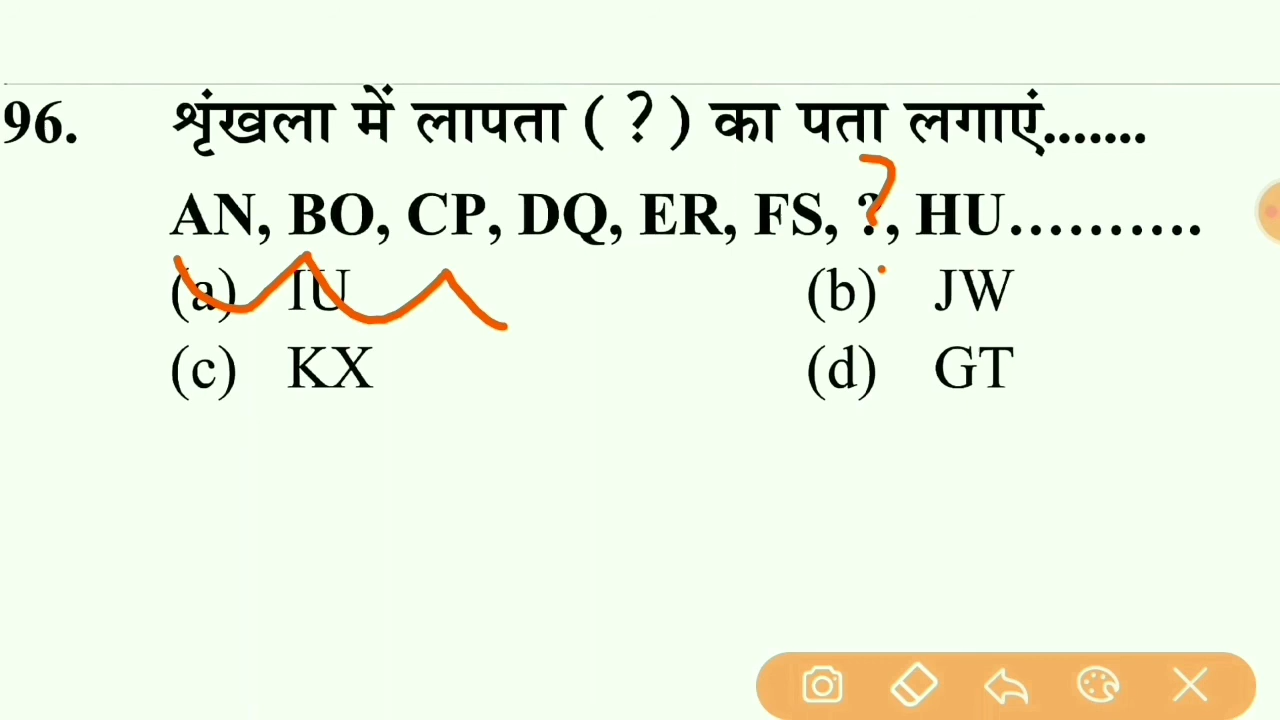 96. शृंखला में लापता ( ? ) का पता लगाएं.......
AN, BO, CP, DQ, ER, FS, ?, HU..........
(a) IU (b) JW
(c) KX (d) GT